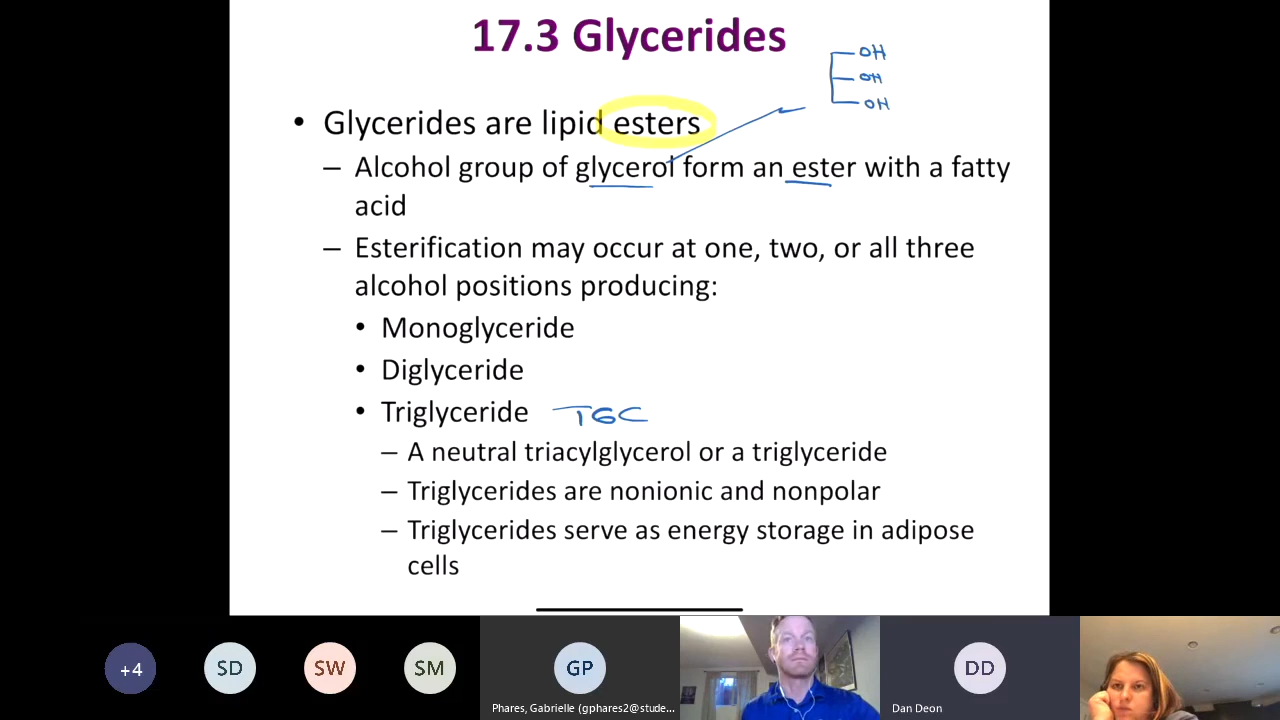 17.3 Glycerides
OH
OH
OH
• Glycerides are lipid esters
– Alcohol group of glycerol form an ester with a fatty
acid
– Esterification may occur at one, two, or all three
alcohol positions producing:
• Monoglyceride
• Diglyceride
• Triglyceride TGC
– A neutral triacylglycerol or a triglyceride
– Triglycerides are nonionic and nonpolar
– Triglycerides serve as energy storage in adipose
cells
+4 SD SW SM GP DD
Phares, Gabrielle (gphares2@stude... Dan Deon